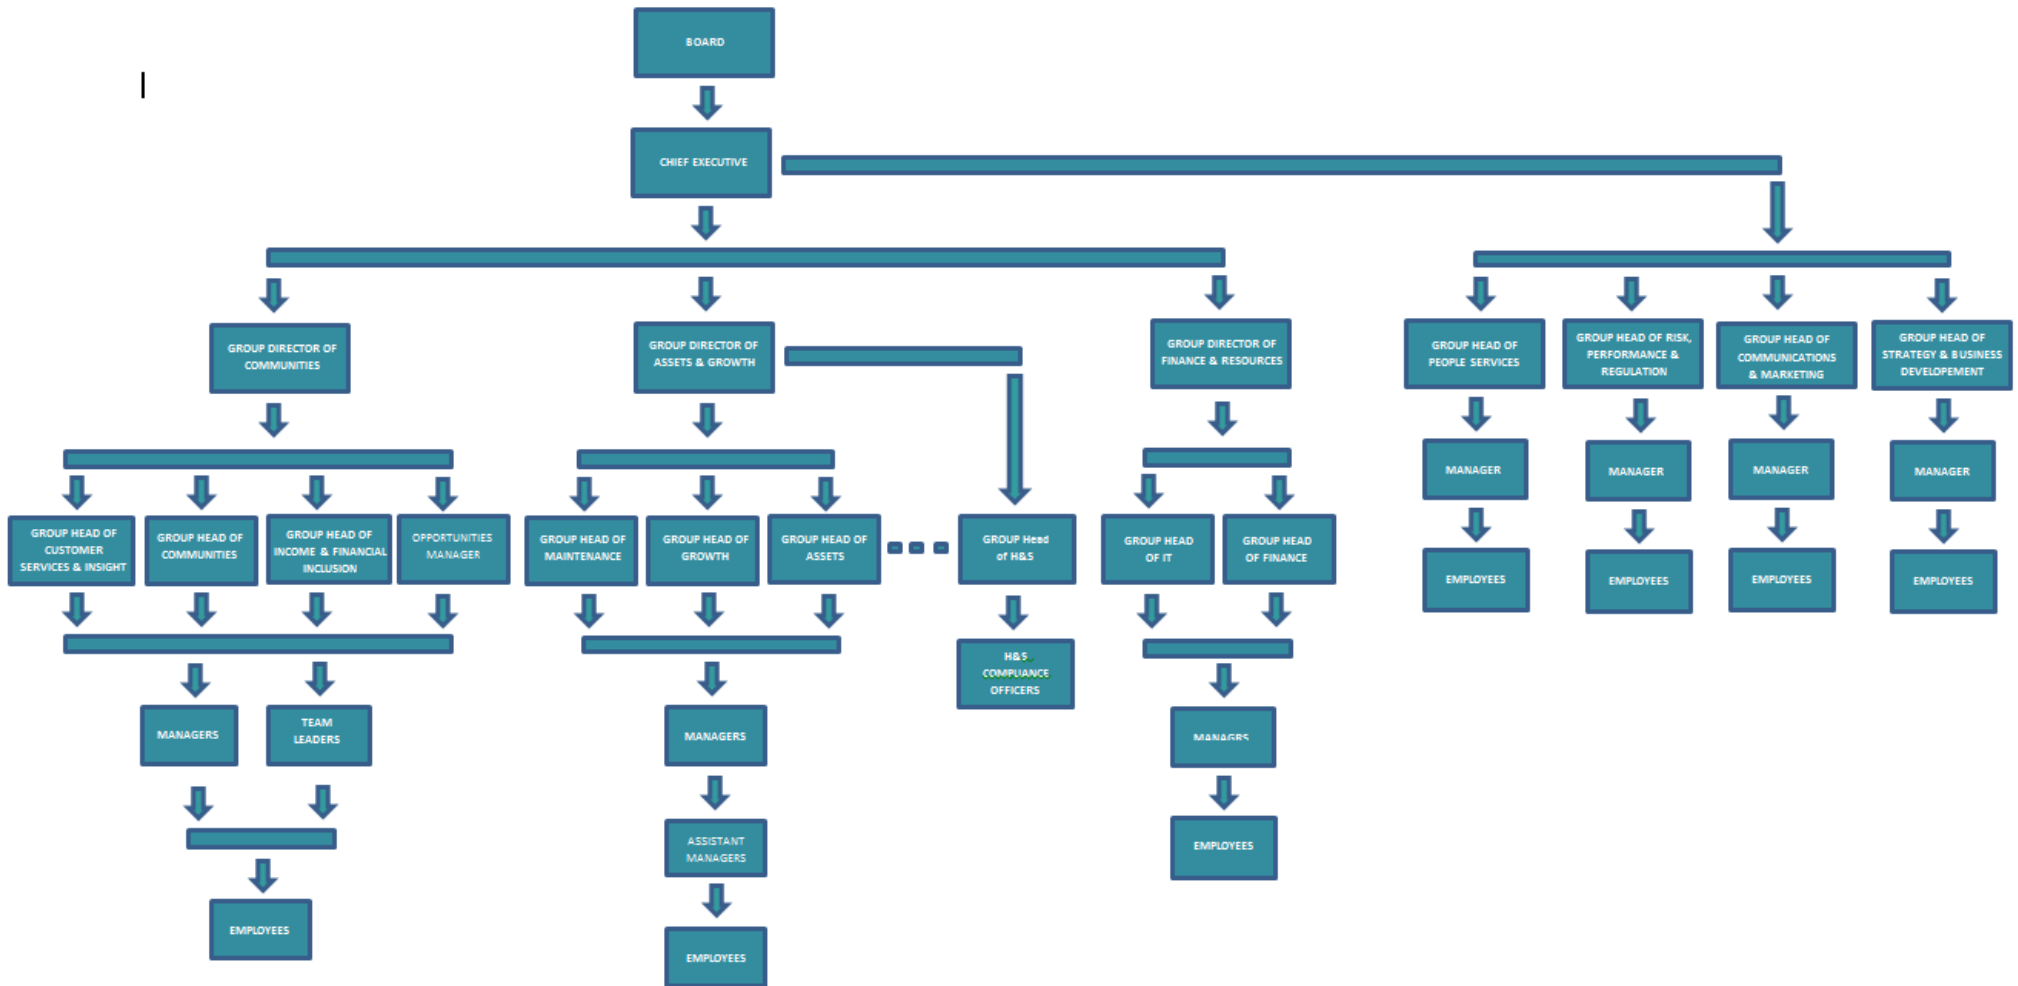 BOARD
CHIEF EXECUTIVE
GROUP DIRECTOR OF
COMMUNITIES
GROUP DIRECTOR OF
ASSETS & GROWTH
GROUP DIRECTOR OF
FINANCE & RESOURCES
GROUP HEAD OF
PEOPLE SERVICES
GROUP HEAD OF RISK,
PERFORMANCE &
REGULATION
GROUP HEAD OF
COMMUNICATIONS
& MARKETING
GROUP HEAD OF
STRATEGY & BUSINESS
DEVELOPEMENT
MANAGER
MANAGER
MANAGER
MANAGER
GROUP HEAD OF
CUSTOMER
SERVICES & INSIGHT
GROUP HEAD OF
COMMUNITIES
GROUP HEAD OF
INCOME & FINANCIAL
INCLUSION
OPPORTUNITIES
MANAGER
GROUP HEAD OF
MAINTENANCE
GROUP HEAD OF
GROWTH
GROUP HEAD OF
ASSETS
GROUP Head
of H&S
GROUP HEAD
OF IT
GROUP HEAD
OF FINANCE
EMPLOYEES
EMPLOYEES
EMPLOYEES
EMPLOYEES
H&S
COMPLIANCE
OFFICERS
MANAGERS
TEAM
LEADERS
MANAGERS
MANAGRS
ASSISTANT
MANAGERS
EMPLOYEES
EMPLOYEES
EMPLOYEES